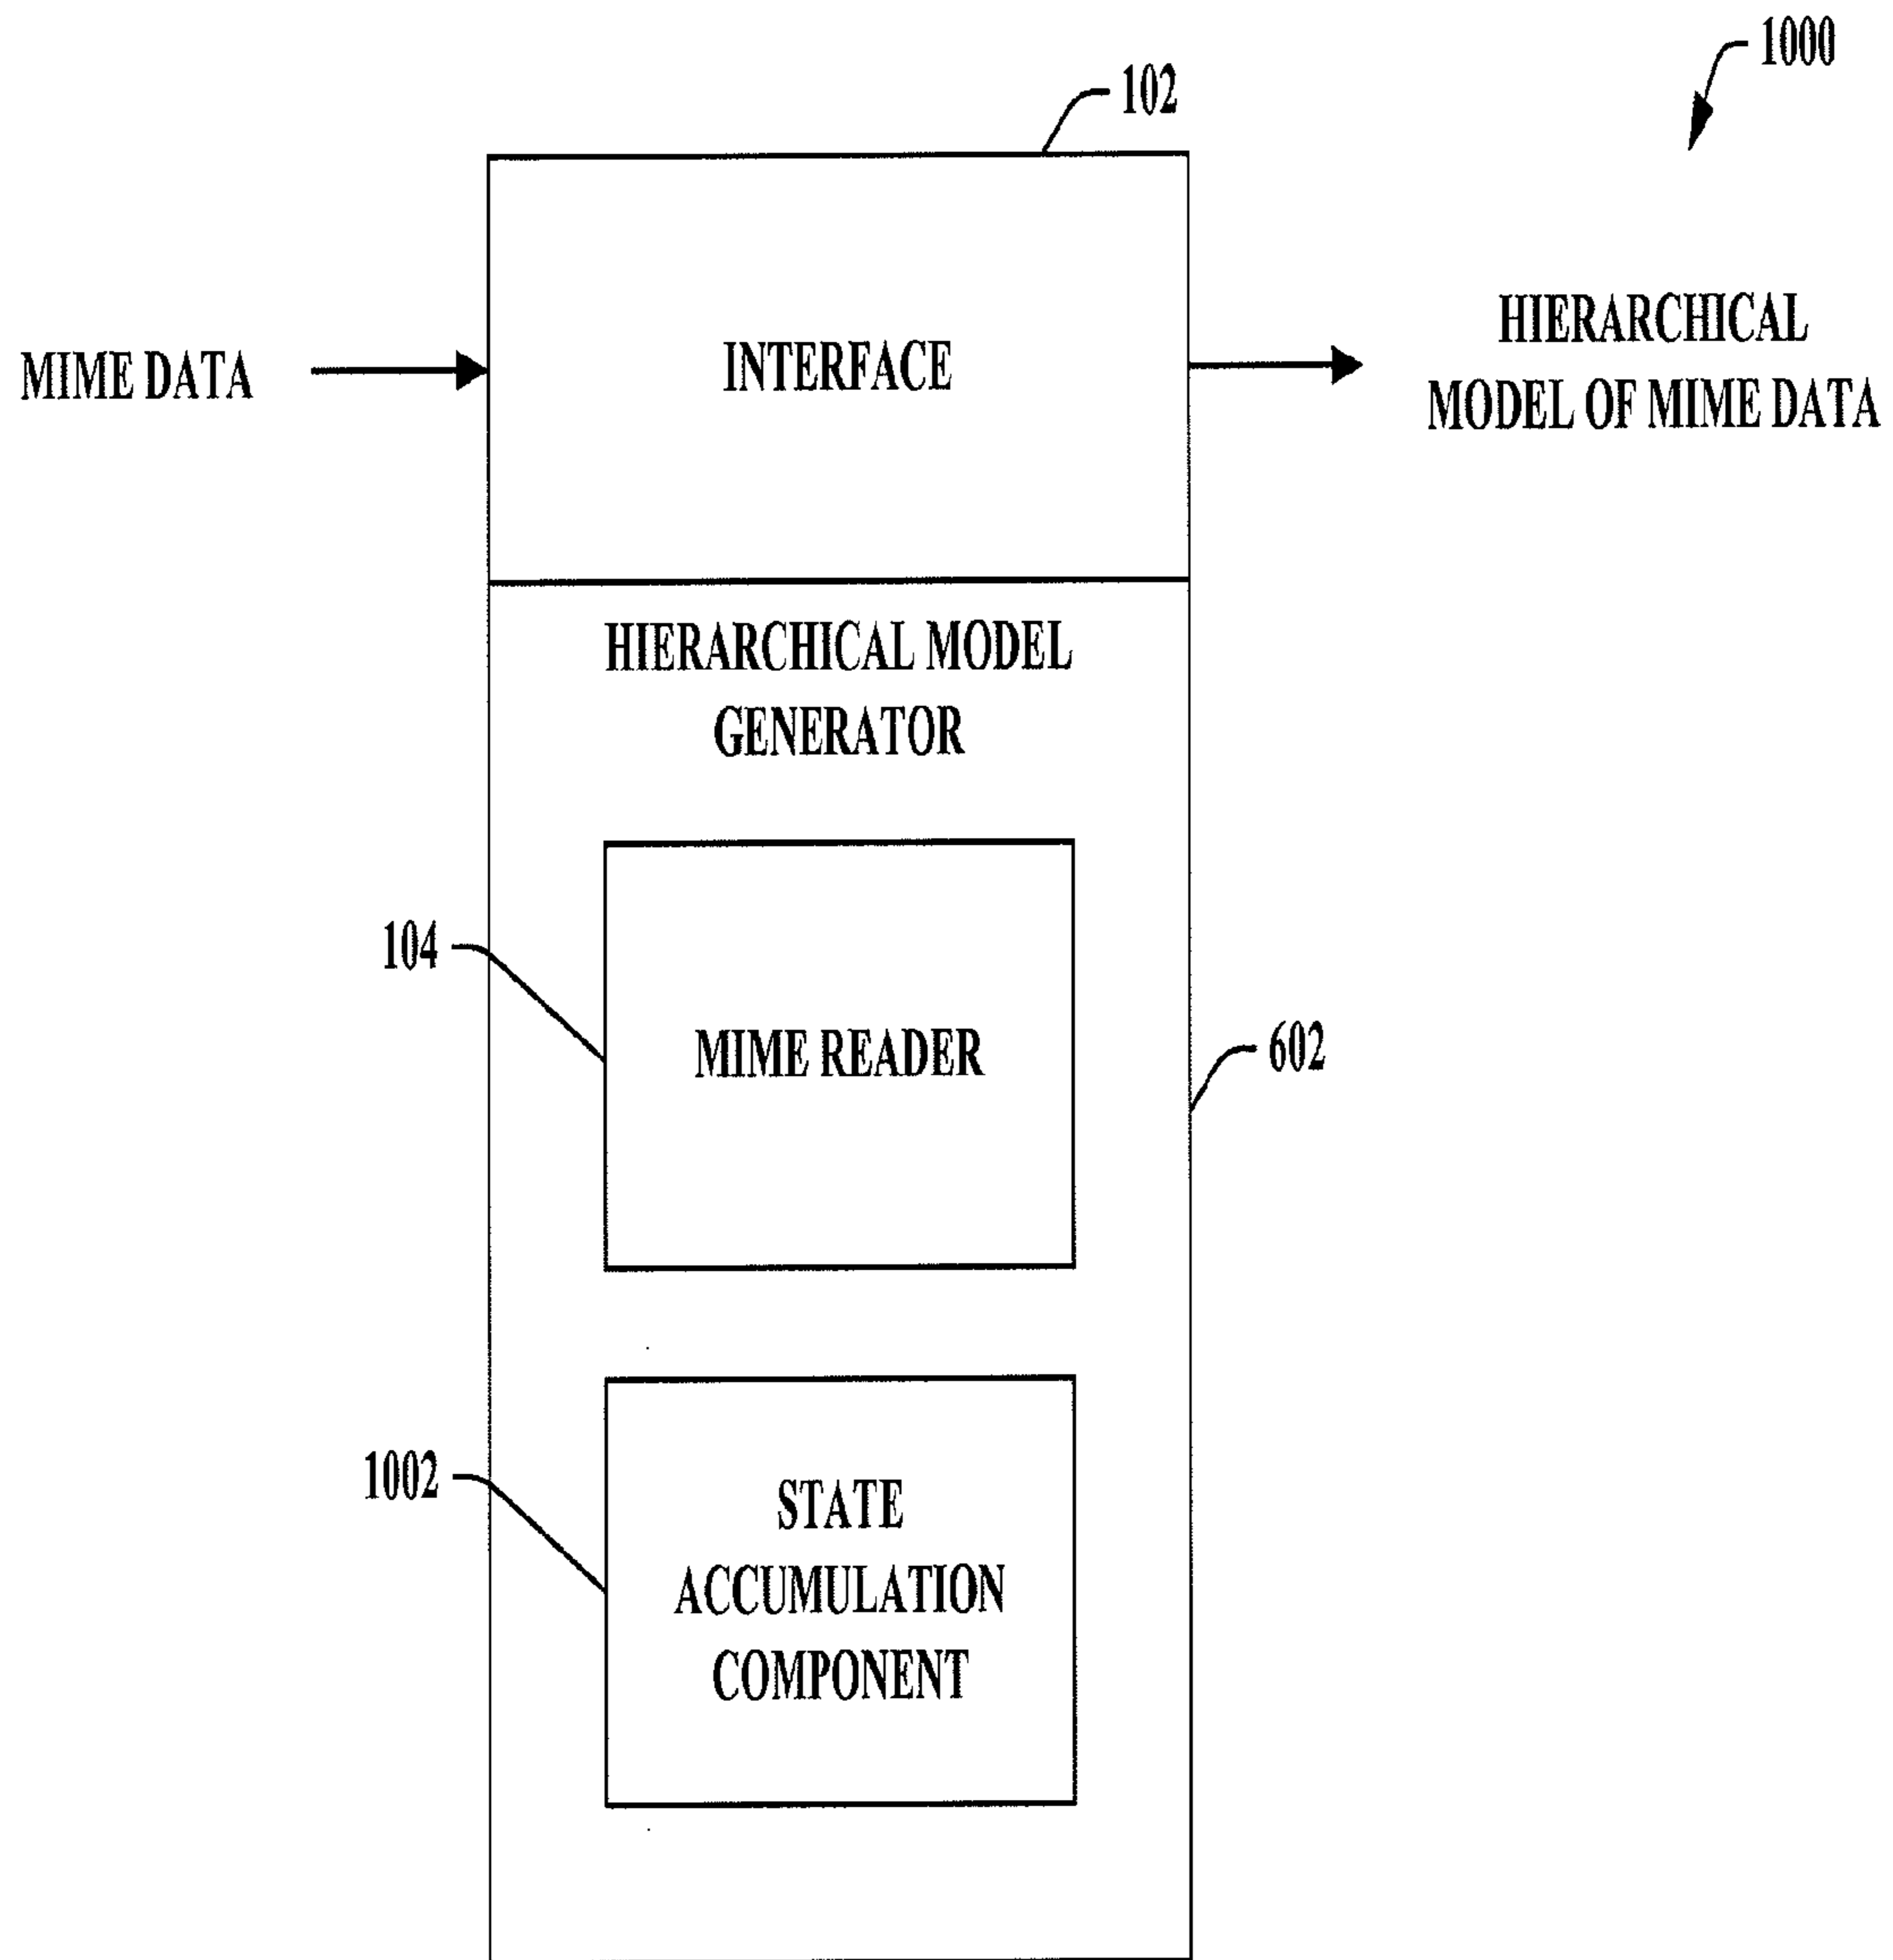 1000
102
MIME DATA
INTERFACE
HIERARCHICAL
MODEL OF MIME DATA
HIERARCHICAL MODEL
GENERATOR
104
MIME READER
602
1002
STATE
ACCUMULATION
COMPONENT